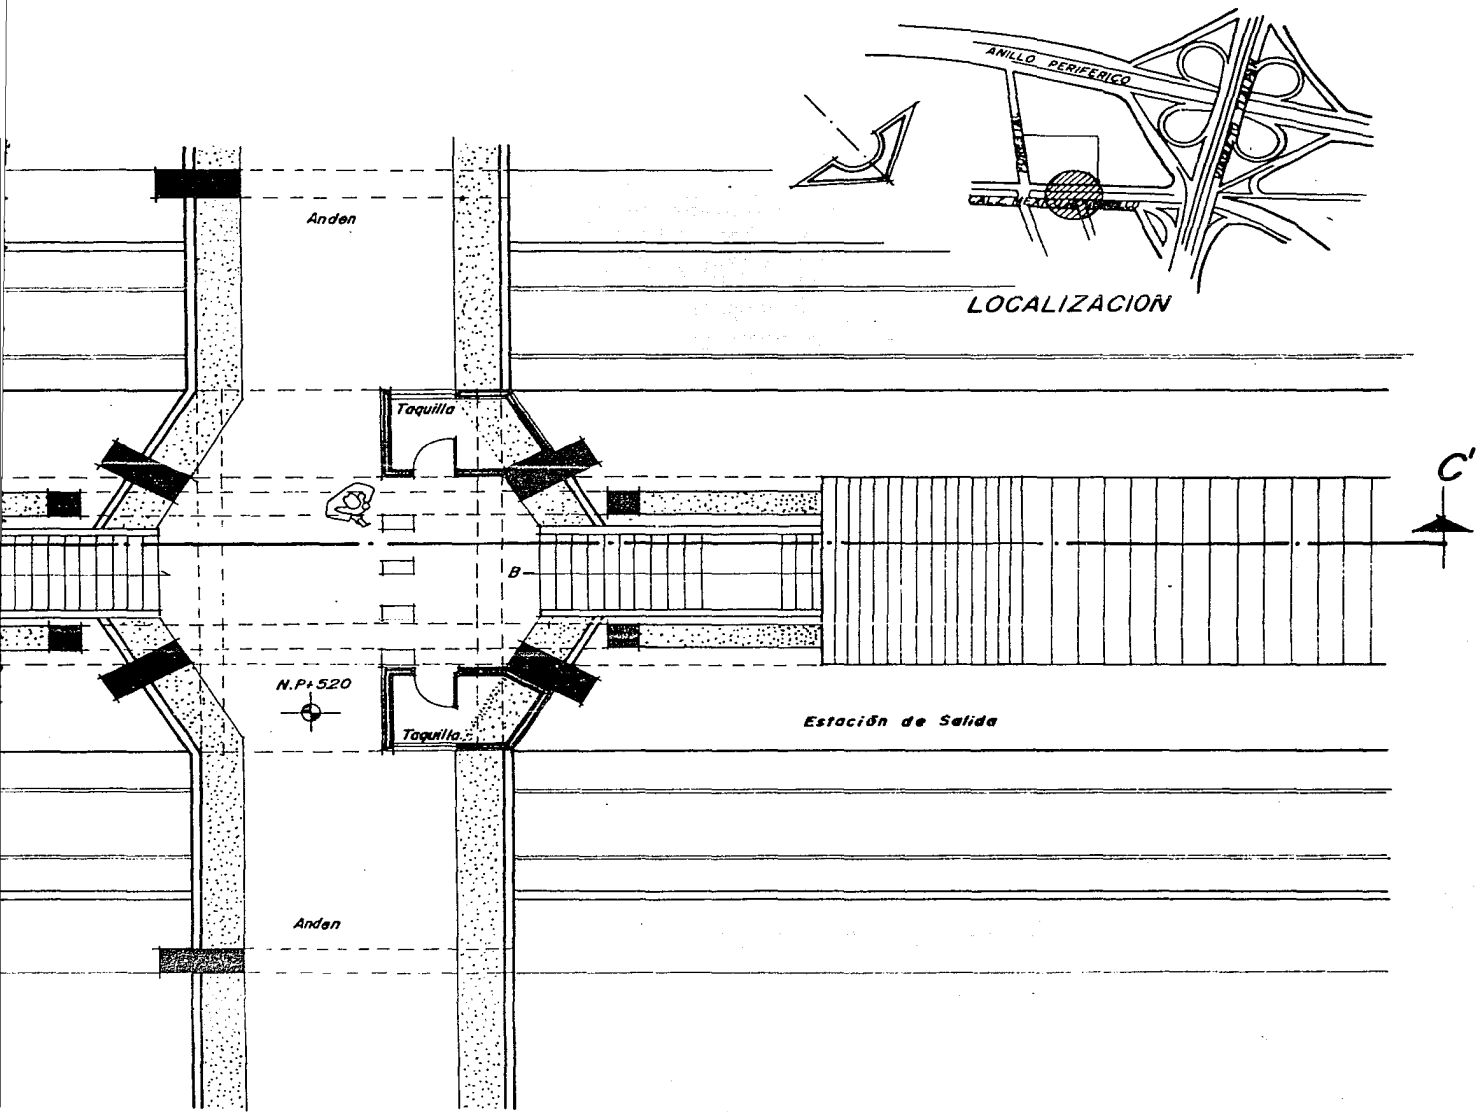 ANILLO PERIFERICO
LOCALIZACION
Anden
Taquilla
C'
B
N.P+520
Taquilla
Estación de Salida
Anden